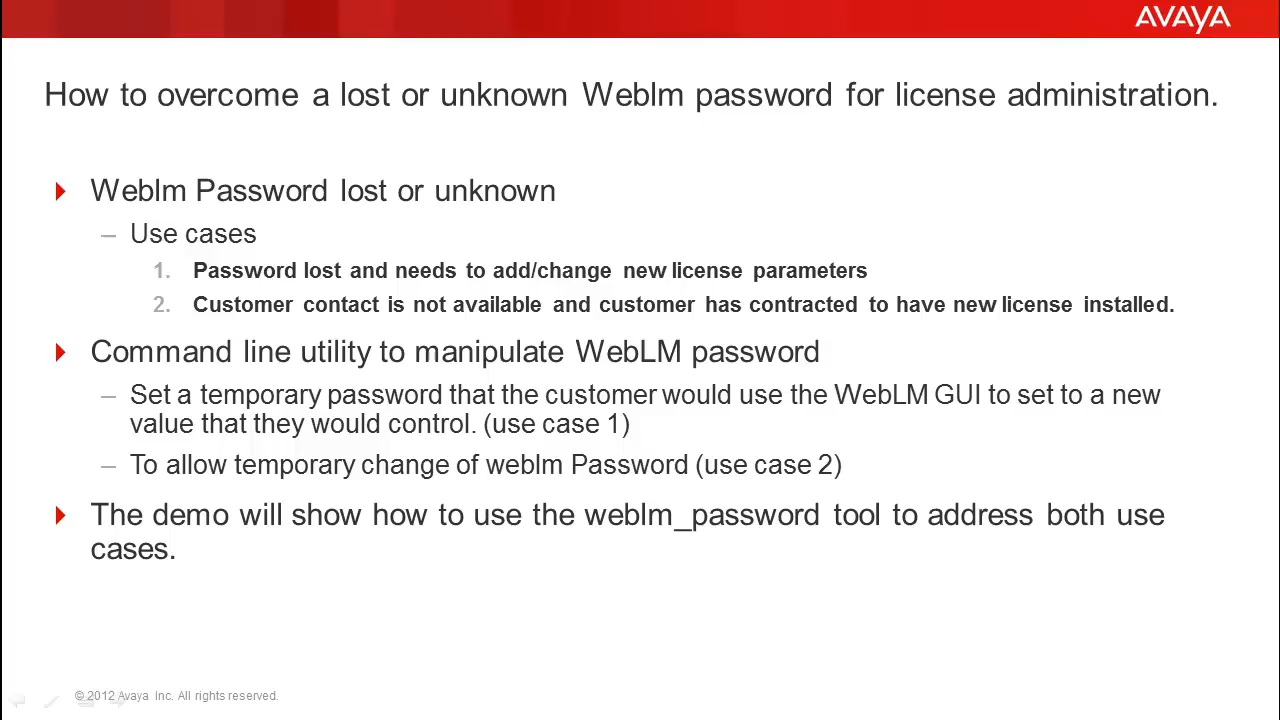 AVAYA
How to overcome a lost or unknown Weblm password for license administration.
Weblm Password lost or unknown
– Use cases
1. Password lost and needs to add/change new license parameters
2. Customer contact is not available and customer has contracted to have new license installed.
Command line utility to manipulate WebLM password
– Set a temporary password that the customer would use the WebLM GUI to set to a new
value that they would control. (use case 1)
– To allow temporary change of weblm Password (use case 2)
The demo will show how to use the weblm_password tool to address both use
cases.
© 2012 Avaya Inc. All rights reserved.